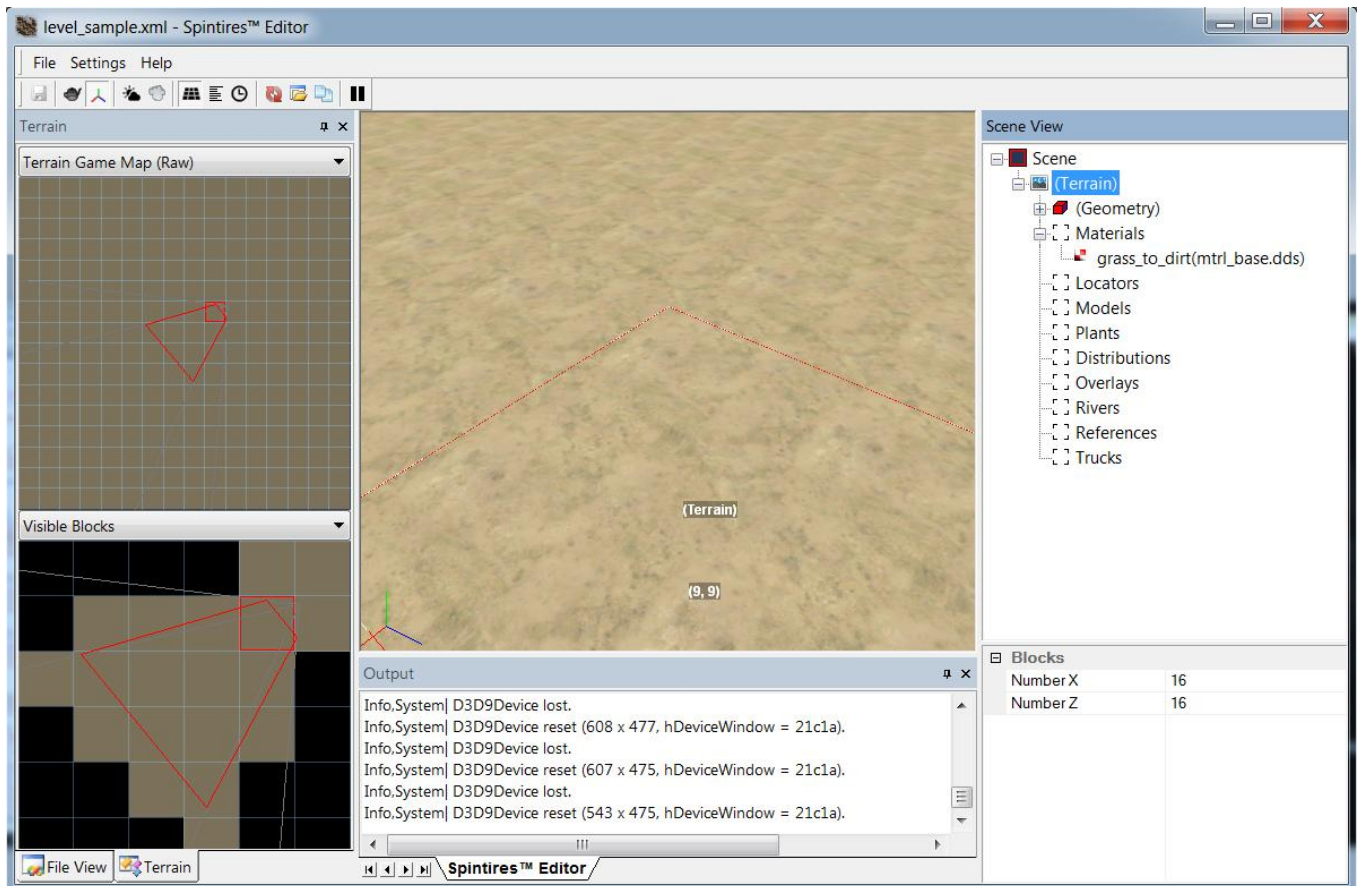 level_sample.xml - Spintires™ Editor
File Settings Help
Terrain
Terrain Game Map (Raw)
Visible Blocks
File View Terrain
(Terrain)
(9, 9)
Output
Info,System| D3D9Device lost.
Info,System| D3D9Device reset (608 x 477, hDeviceWindow = 21c1a).
Info,System| D3D9Device lost.
Info,System| D3D9Device reset (607 x 475, hDeviceWindow = 21c1a).
Info,System| D3D9Device lost.
Info,System| D3D9Device reset (543 x 475, hDeviceWindow = 21c1a).
Spintires™ Editor
Scene View
Scene
(Terrain)
(Geometry)
Materials
grass_to_dirt(mtrl_base.dds)
Locators
Models
Plants
Distributions
Overlays
Rivers
References
Trucks
Blocks
Number X 16
Number Z 16